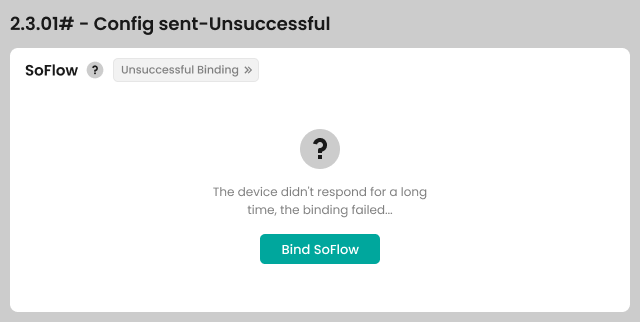 2.3.01# - Config sent-Unsuccessful
SoFlow ? Unsuccessful Binding »
?
The device didn't respond for a long
time, the binding failed...
Bind SoFlow